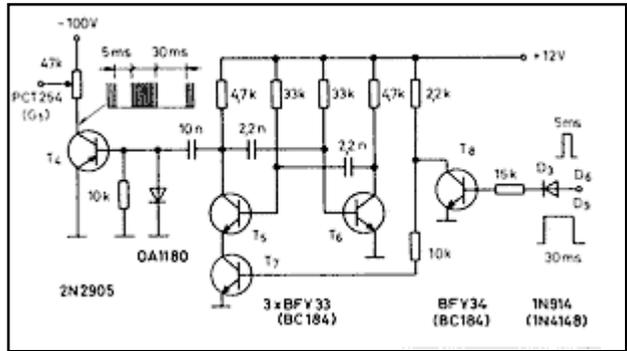 -100V
5ms 30ms
47k
PCT254
(G1)
T4
10k
OA1180
2N2905
10n
4,7k
33k
33k
4,7k
2,2k
+12V
2,2n
2,2n
T5
T6
T7
T8
10k
15k
D3
D6
D5
5ms
30ms
3xBFY33
(BC184)
BFY34
(BC184)
1N914
(1N4148)